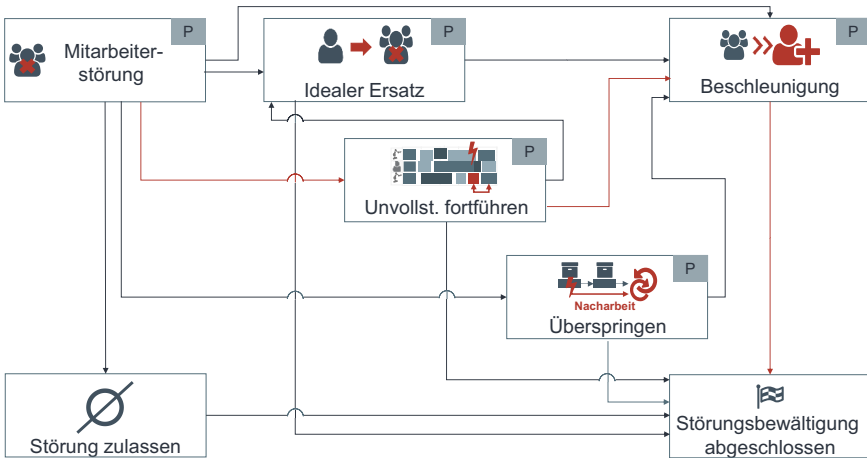 P
Mitarbeiter-
störung
P
Idealer Ersatz
P
Beschleunigung
P
Unvollst. fortführen
P
Nacharbeit
Überspringen
Störung zulassen
Störungsbewältigung
abgeschlossen